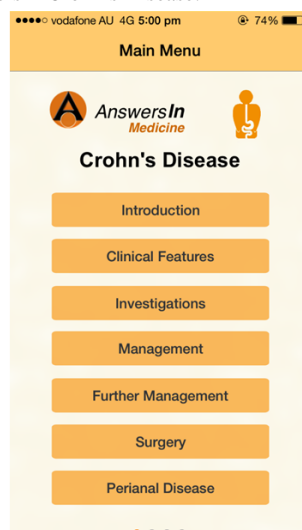 vodafone AU 4G 5:00 pm 74%
Main Menu
AnswersIn
Medicine
Crohn's Disease
Introduction
Clinical Features
Investigations
Management
Further Management
Surgery
Perianal Disease